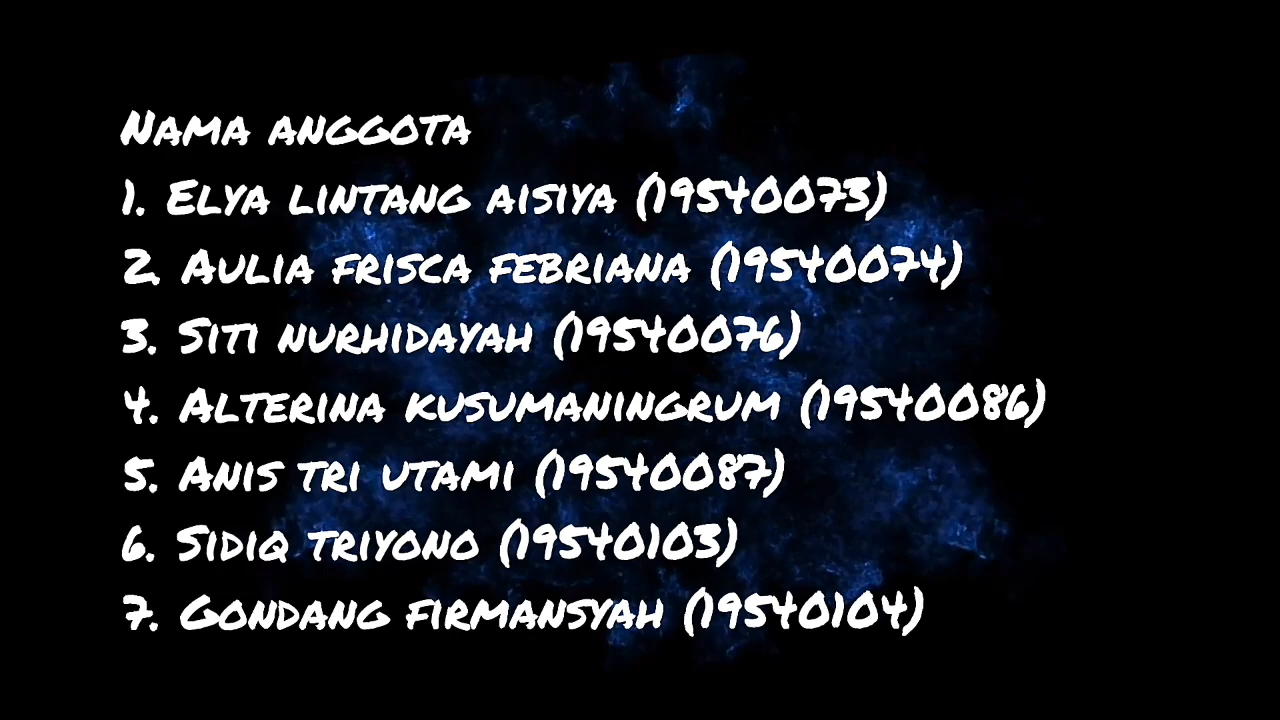 Nama anggota
1. Elya lintang aisiya (19540073)
2. Aulia frisca febriana (19540074)
3. Siti nurhidayah (19540076)
4. Alterina kusumaningrum (19540086)
5. Anis tri utami (19540087)
6. Sidiq triyono (19540103)
7. Gondang firmansyah (19540104)